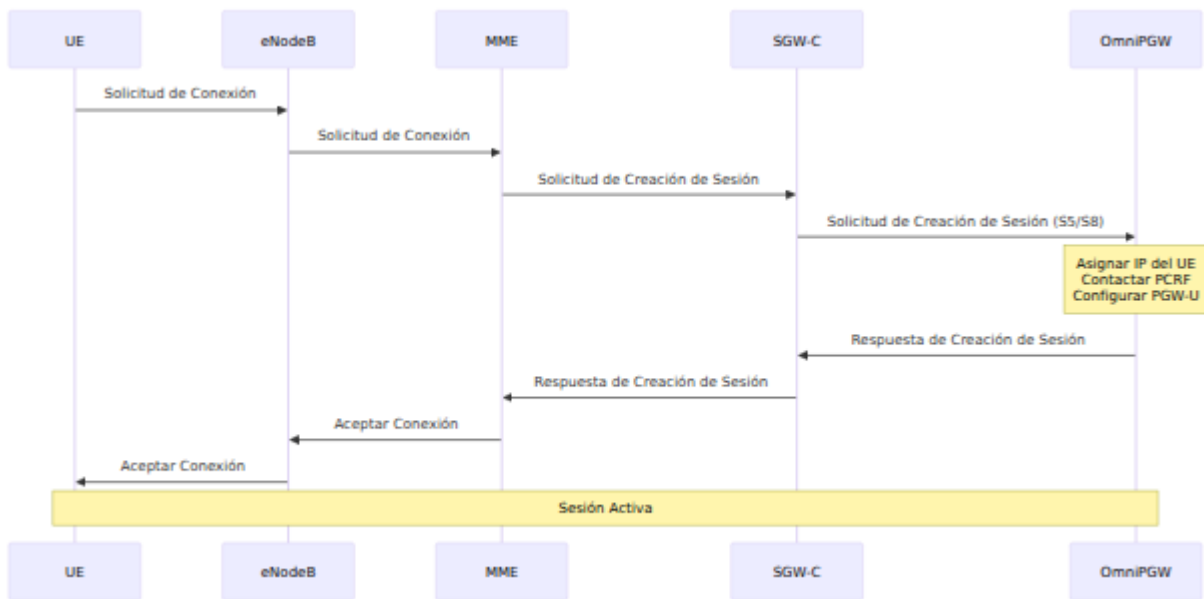 UE
eNodeB
MME
SGW-C
OmniPGW
Solicitud de Conexión
Solicitud de Conexión
Solicitud de Creación de Sesión
Solicitud de Creación de Sesión (S5/S8)
Asignar IP del UE
Contactar PCRF
Configurar PGW-U
Respuesta de Creación de Sesión
Respuesta de Creación de Sesión
Aceptar Conexión
Aceptar Conexión
Sesión Activa
UE
eNodeB
MME
SGW-C
OmniPGW